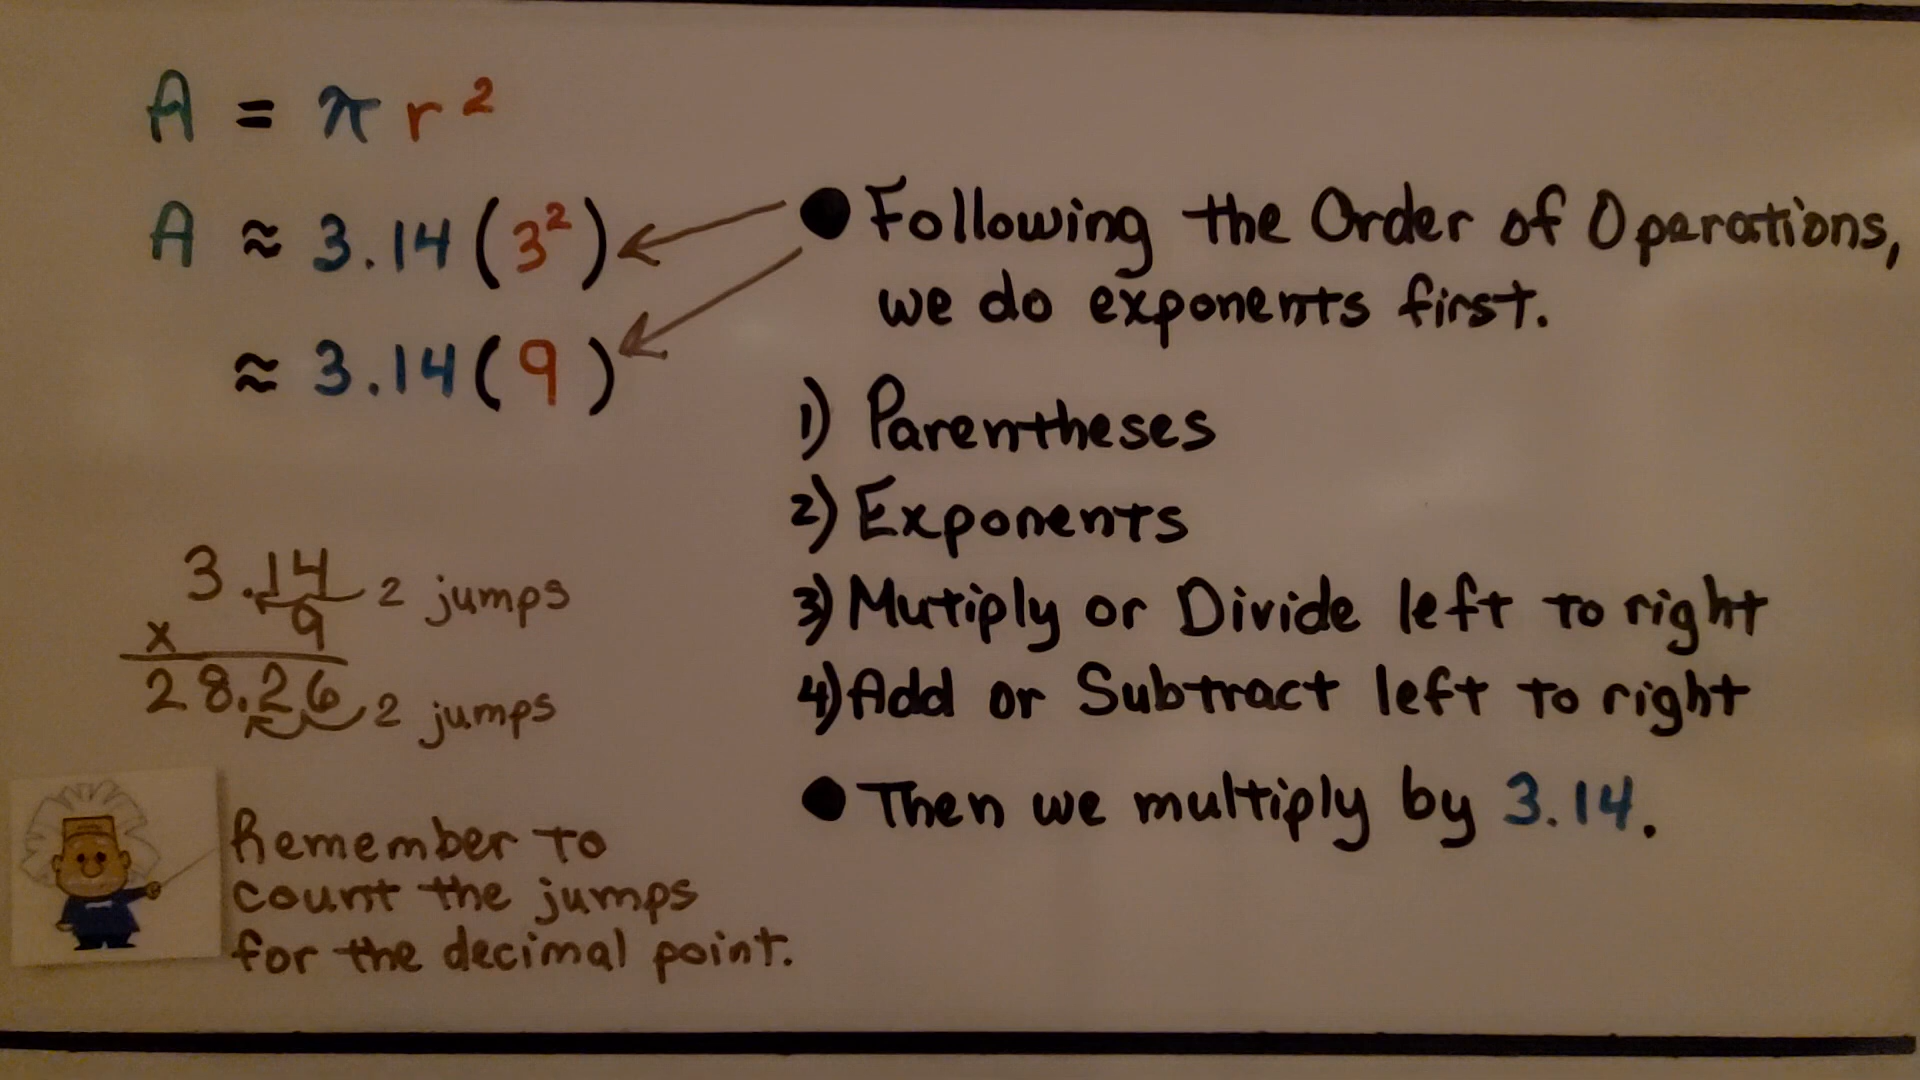 A = π r²
A ≈ 3.14(3²)
≈ 3.14(9)
● Following the Order of Operations,
we do exponents first.
1) Parentheses
2) Exponents
3) Mutiply or Divide left to right
4) Add or Subtract left to right
● Then we multiply by 3.14.
3.14 2 jumps
x 9
28.26 2 jumps
Remember to
count the jumps
for the decimal point.